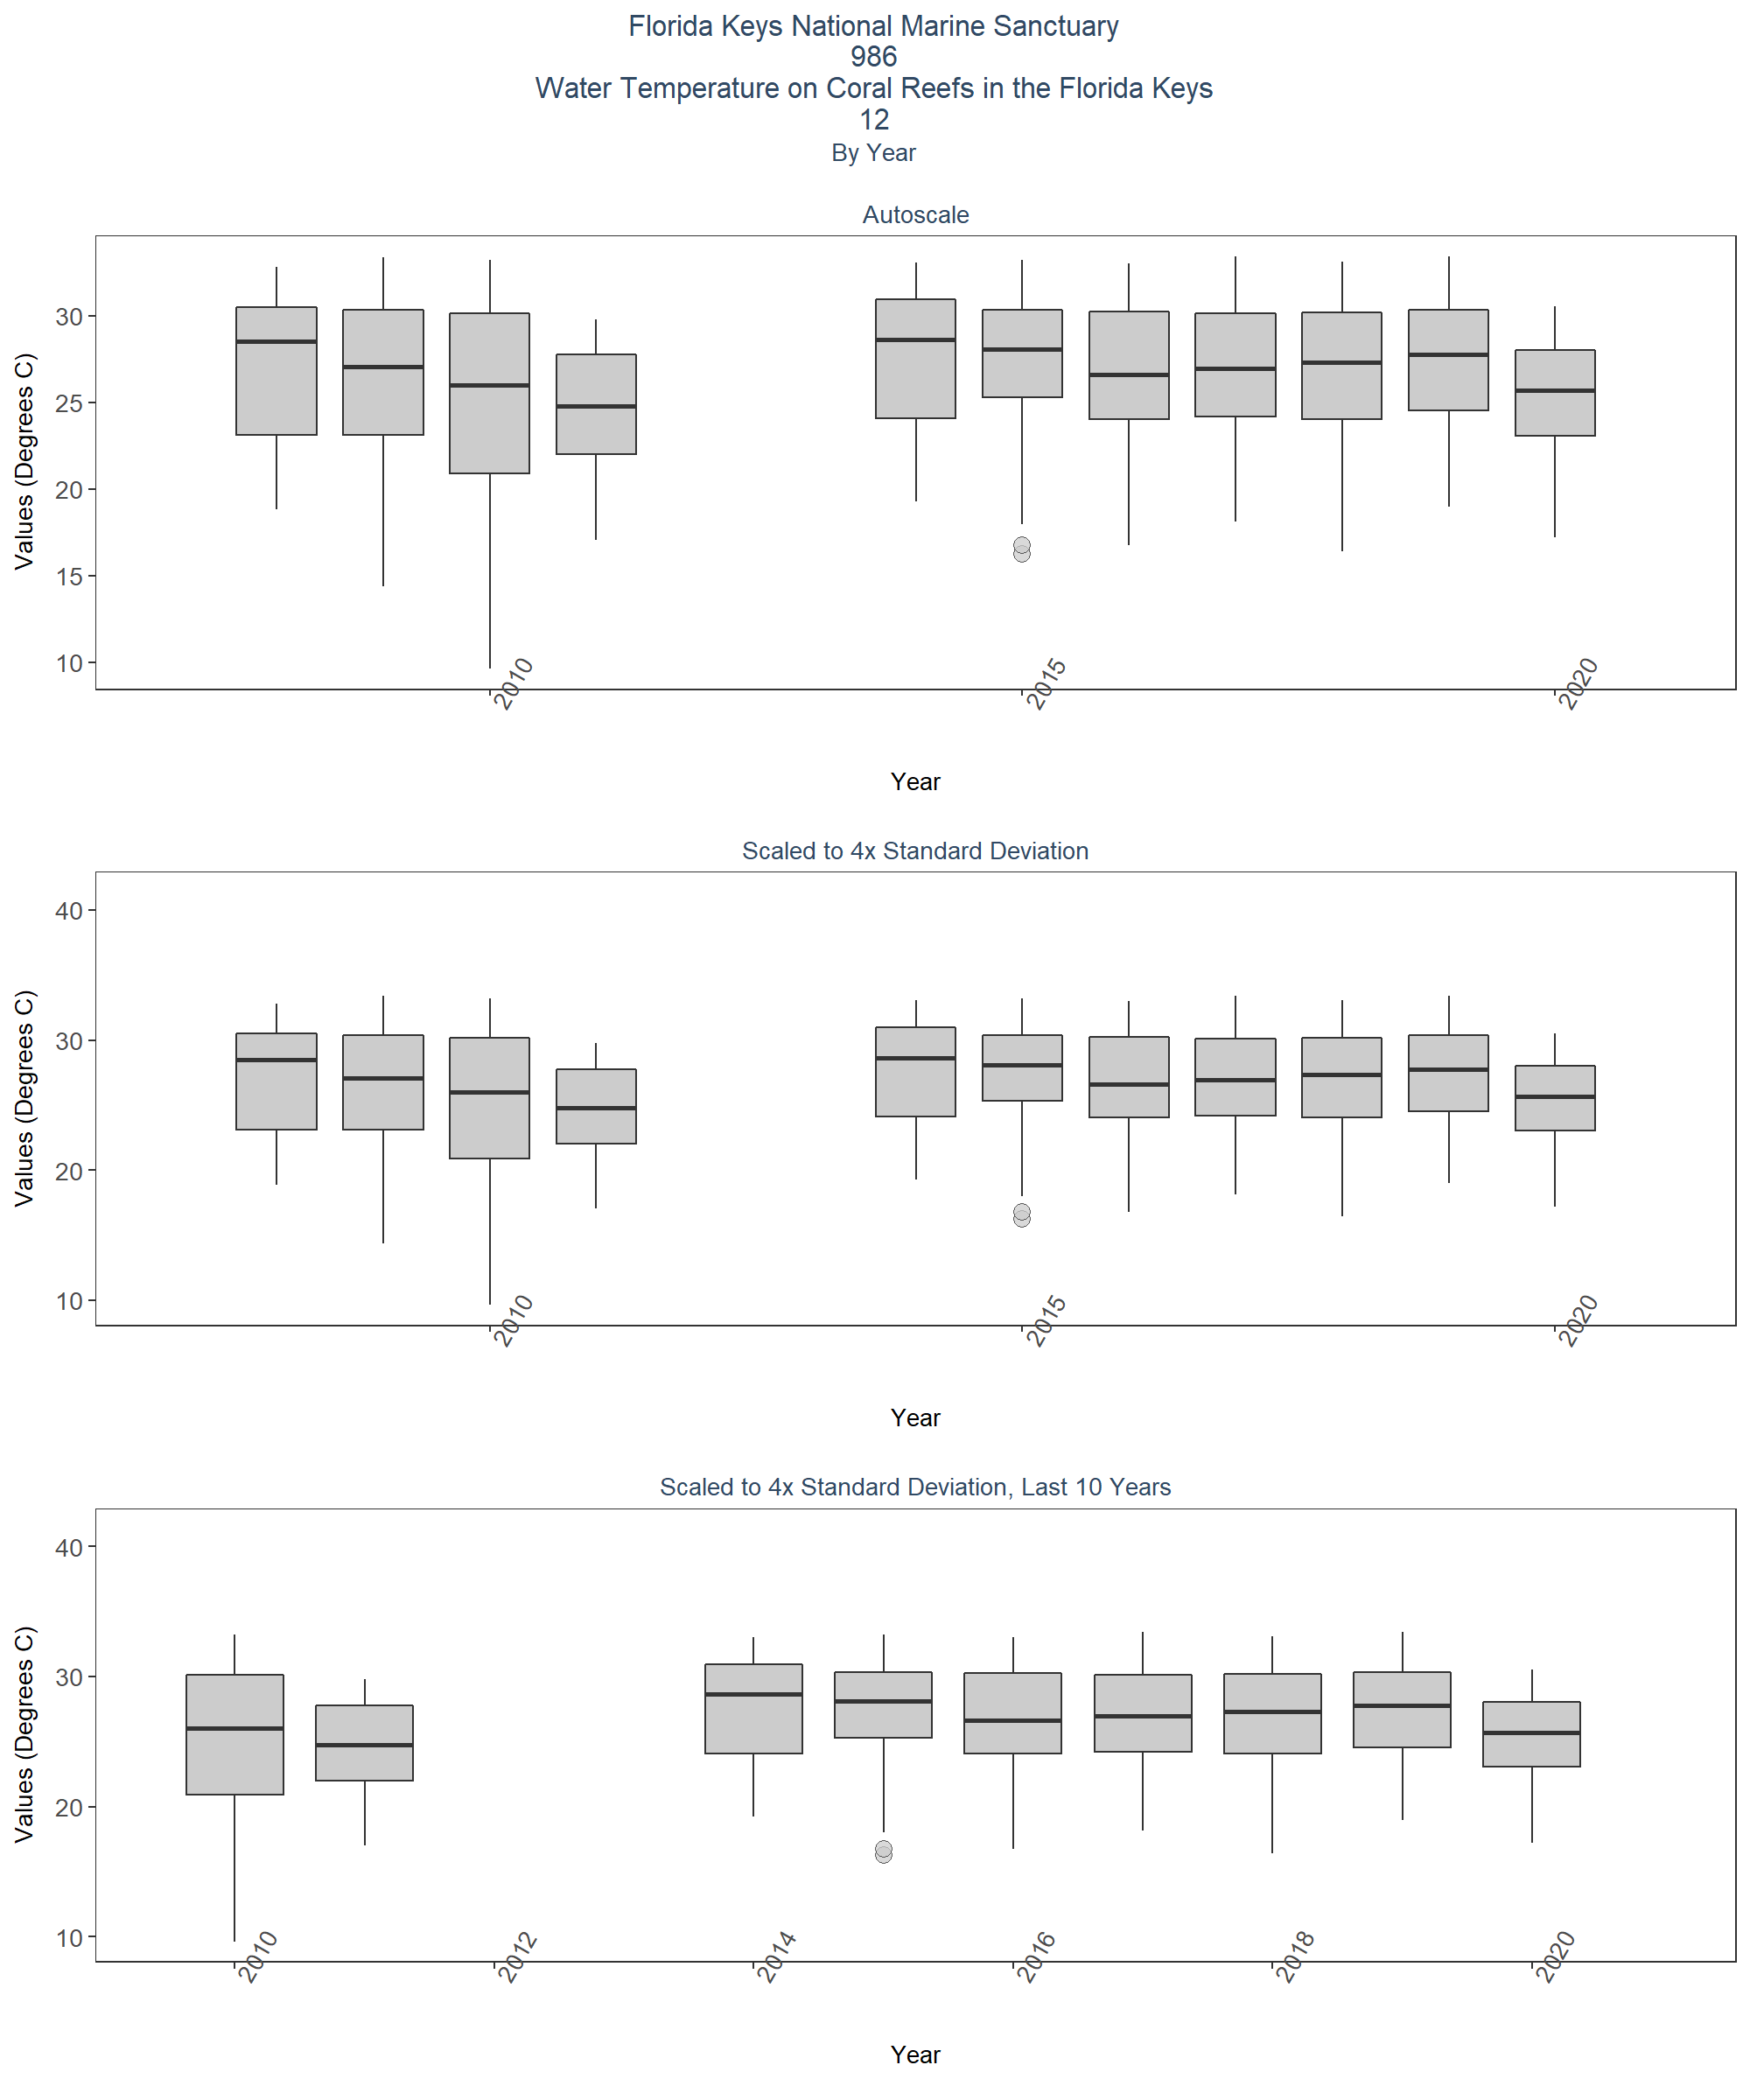 Florida Keys National Marine Sanctuary
986
Water Temperature on Coral Reefs in the Florida Keys
12
By Year
Autoscale
Values (Degrees C)
30
25
20
15
10
2010
2015
2020
Year
Scaled to 4x Standard Deviation
Values (Degrees C)
40
30
20
10
2010
2015
2020
Year
Scaled to 4x Standard Deviation, Last 10 Years
Values (Degrees C)
40
30
20
10
2010
2012
2014
2016
2018
2020
Year